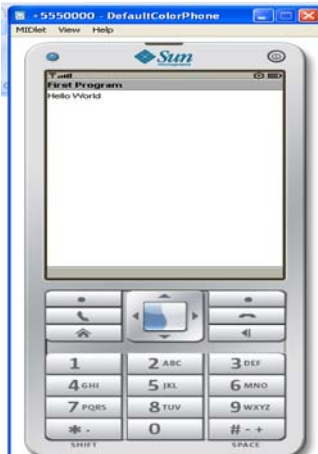 +5550000 - DefaultColorPhone
MIDlet View Help
Sun
First Program
Hello World
1 2 ABC 3 DEF
4 GHI 5 JKL 6 MNO
7 PQRS 8 TUV 9 WXYZ
* . 0 # - +
SHIFT SPACE